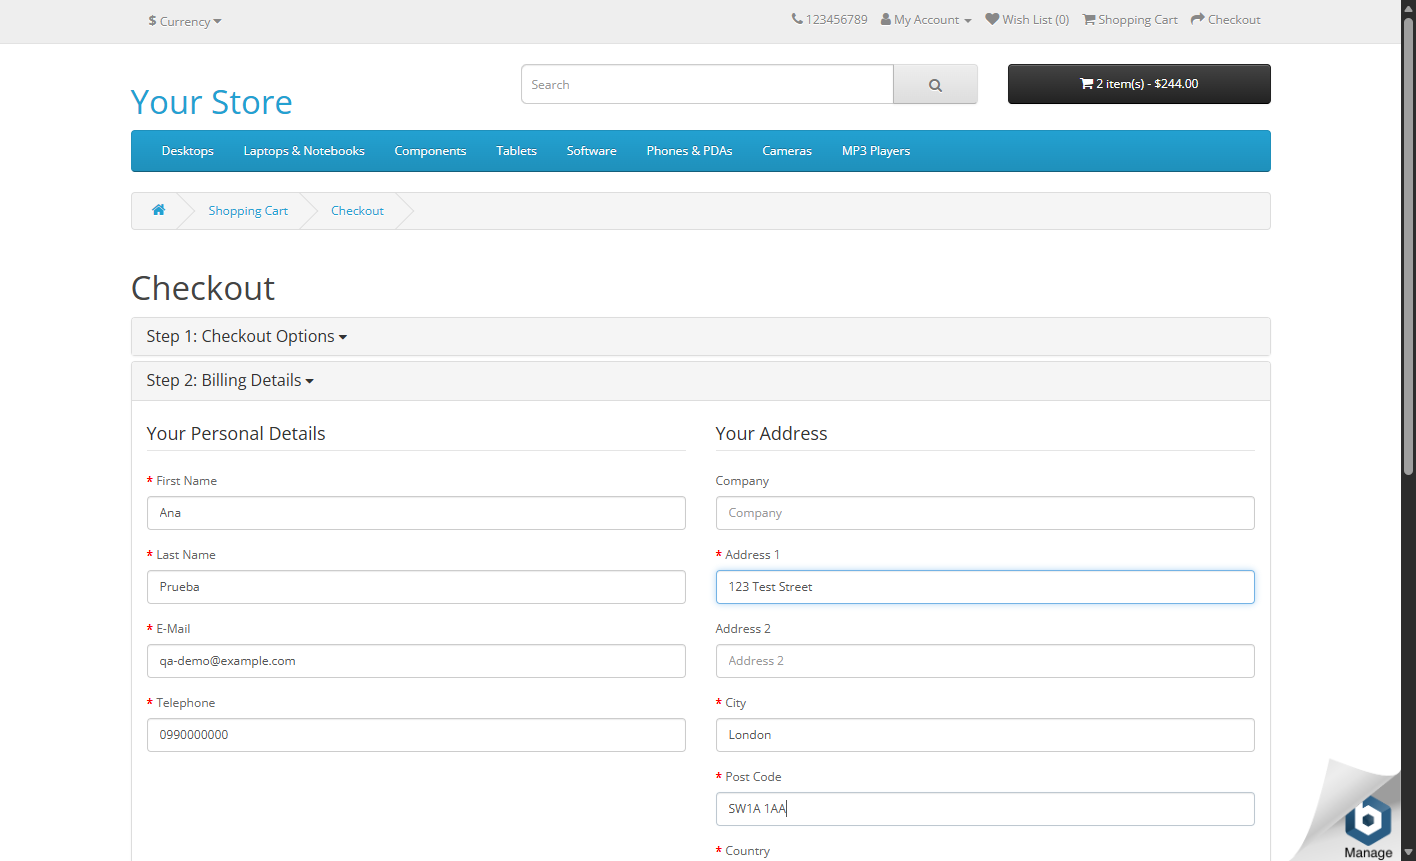 $ Currency
123456789 My Account Wish List (0) Shopping Cart Checkout
Your Store
Search
2 item(s) - $244.00
Desktops Laptops & Notebooks Components Tablets Software Phones & PDAs Cameras MP3 Players
Shopping Cart Checkout
Checkout
Step 1: Checkout Options
Step 2: Billing Details
Your Personal Details
* First Name
Ana
* Last Name
Prueba
* E-Mail
qa-demo@example.com
* Telephone
0990000000
Your Address
Company
Company
* Address 1
123 Test Street
Address 2
Address 2
* City
London
* Post Code
SW1A 1AA
* Country
Manage